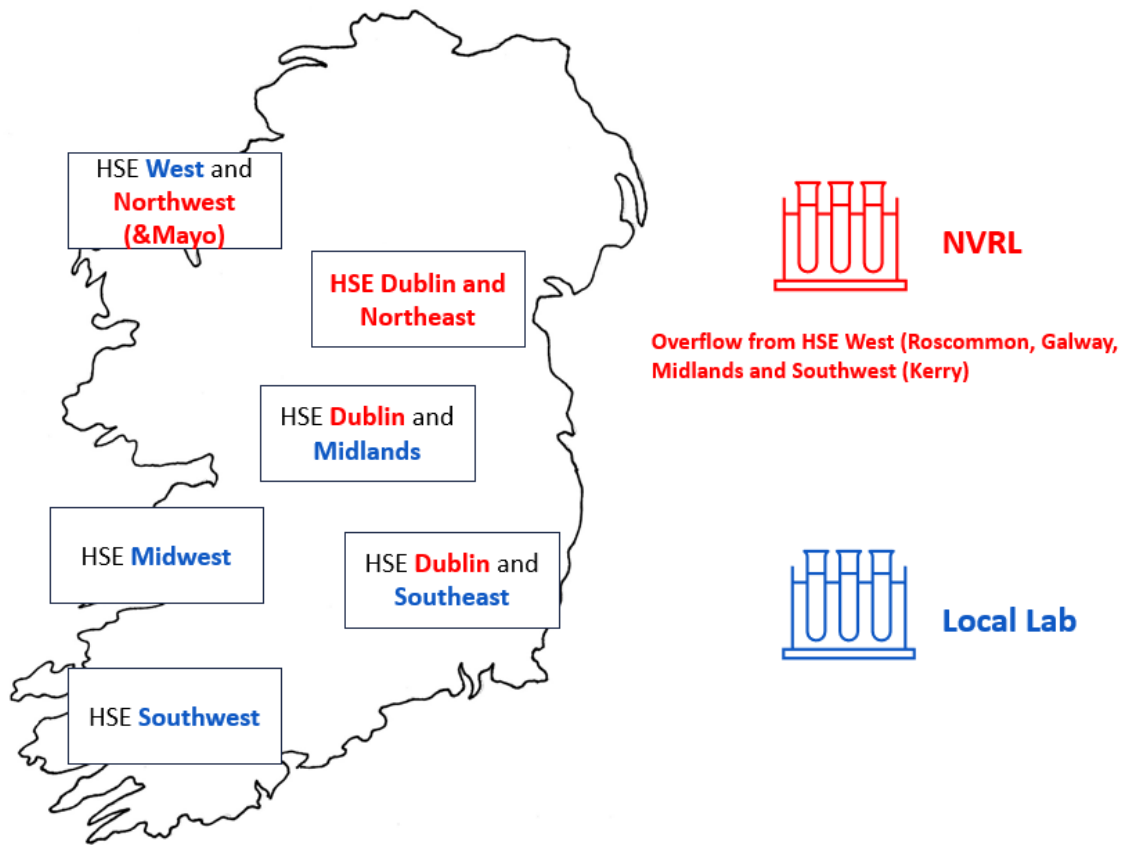 HSE West and
Northwest
(&Mayo)
HSE Dublin and
Northeast
NVRL
Overflow from HSE West (Roscommon, Galway,
Midlands and Southwest (Kerry)
HSE Dublin and
Midlands
HSE Midwest
HSE Dublin and
Southeast
Local Lab
HSE Southwest